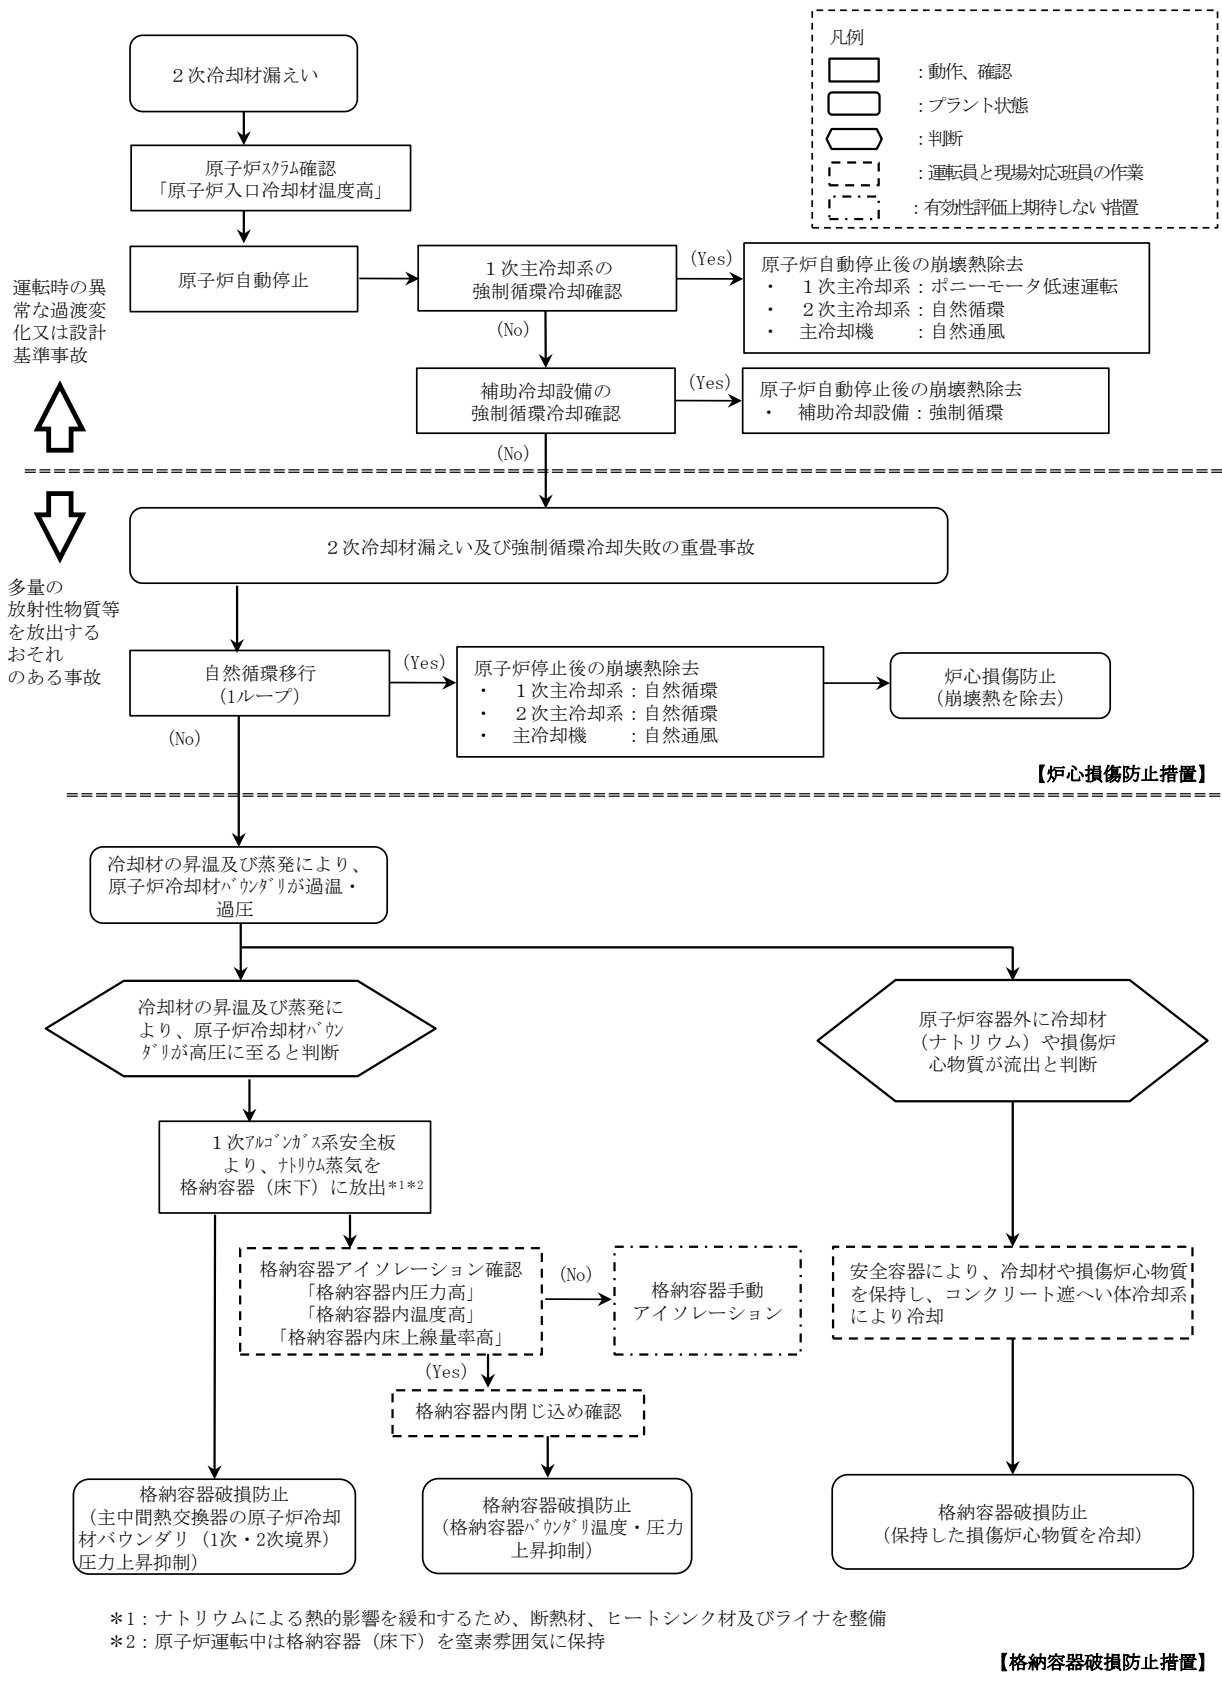 凡例
：動作、確認
：プラント状態
：判断
：運転員と現場対応班員の作業
：有効性評価上期待しない措置
２次冷却材漏えい
原子炉ｽｸﾗﾑ確認
「原子炉入口冷却材温度高」
原子炉自動停止
１次主冷却系の
強制循環冷却確認
(Yes)
原子炉自動停止後の崩壊熱除去
・　１次主冷却系：ポニーモータ低速運転
・　２次主冷却系：自然循環
・　主冷却機　　：自然通風
(No)
補助冷却設備の
強制循環冷却確認
(Yes)
原子炉自動停止後の崩壊熱除去
・　補助冷却設備：強制循環
(No)
運転時の異
常な過渡変
化又は設計
基準事故
多量の
放射性物質等
を放出する
おそれ
のある事故
２次冷却材漏えい及び強制循環冷却失敗の重畳事故
自然循環移行
（1ループ）
(Yes)
原子炉停止後の崩壊熱除去
・　１次主冷却系：自然循環
・　２次主冷却系：自然循環
・　主冷却機　　：自然通風
炉心損傷防止
（崩壊熱を除去）
(No)
【炉心損傷防止措置】
冷却材の昇温及び蒸発により、
原子炉冷却材ﾊﾞｳﾝﾀﾞﾘが過温・
過圧
冷却材の昇温及び蒸発に
より、原子炉冷却材ﾊﾞｳﾝ
ﾀﾞﾘが高圧に至ると判断
原子炉容器外に冷却材
（ナトリウム）や損傷炉
心物質が流出と判断
１次ｱﾙｺﾞﾝｶﾞｽ系安全板
より、ﾅﾄﾘｳﾑ蒸気を
格納容器（床下）に放出*1*2
格納容器アイソレーション確認
「格納容器内圧力高」
「格納容器内温度高」
「格納容器内床上線量率高」
(No)
格納容器手動
アイソレーション
安全容器により、冷却材や損傷炉心物質
を保持し、コンクリート遮へい体冷却系
により冷却
(Yes)
格納容器内閉じ込め確認
格納容器破損防止
（主中間熱交換器の原子炉冷却
材バウンダリ（1次・2次境界）
圧力上昇抑制）
格納容器破損防止
（格納容器ﾊﾞｳﾝﾀﾞﾘ温度・圧力
上昇抑制）
格納容器破損防止
（保持した損傷炉心物質を冷却）
＊1：ナトリウムによる熱的影響を緩和するため、断熱材、ヒートシンク材及びライナを整備
＊2：原子炉運転中は格納容器（床下）を窒素雰囲気に保持
【格納容器破損防止措置】